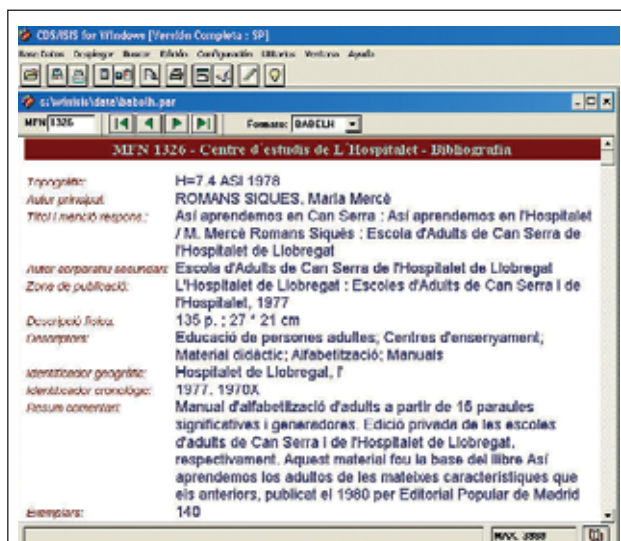 CDS/ISIS for Windows [Versión Completa : SP]
Base Datos Desplegar Buscar Edición Configuración Utilitarios Ventana Ayuda
c:\winisis\data\babelh.par
MFN 1326 Formato: BABELH
MFN 1326 - Centre d'estudis de L'Hospitalet - Bibliografia
Topogràfic: H=7.4 ASI 1978
Autor principal: ROMANS SIQUES, Maria Mercè
Títol i menció respons.: Así aprendemos en Can Serra : Así aprendemos en l'Hospitalet
/ M. Mercè Romans Siqués ; Escola d'Adults de Can Serra de
l'Hospitalet de Llobregat
Autor corporatiu secundari: Escola d'Adults de Can Serra de l'Hospitalet de Llobregat
Zona de publicació: L'Hospitalet de Llobregat : Escoles d'Adults de Can Serra i de
l'Hospitalet, 1977
Descripció física: 135 p. ; 27 * 21 cm
Descriptors: Educació de persones adultes; Centres d'ensenyament;
Material didàctic; Alfabetització; Manuals
Identificador geogràfic: Hospitalet de Llobregat, l'
Identificador cronològic: 1977, 1970X
Resum comentari: Manual d'alfabetització d'adults a partir de 15 paraules
significatives i generadores. Edició privada de les escoles
d'adults de Can Serra i de l'Hospitalet de Llobregat,
respectivament. Aquest material fou la base del llibre Así
aprendemos los adultos de les mateixes característiques que
els anteriors, publicat el 1980 per Editorial Popular de Madrid
Exemplars: 140
MAX. 3988